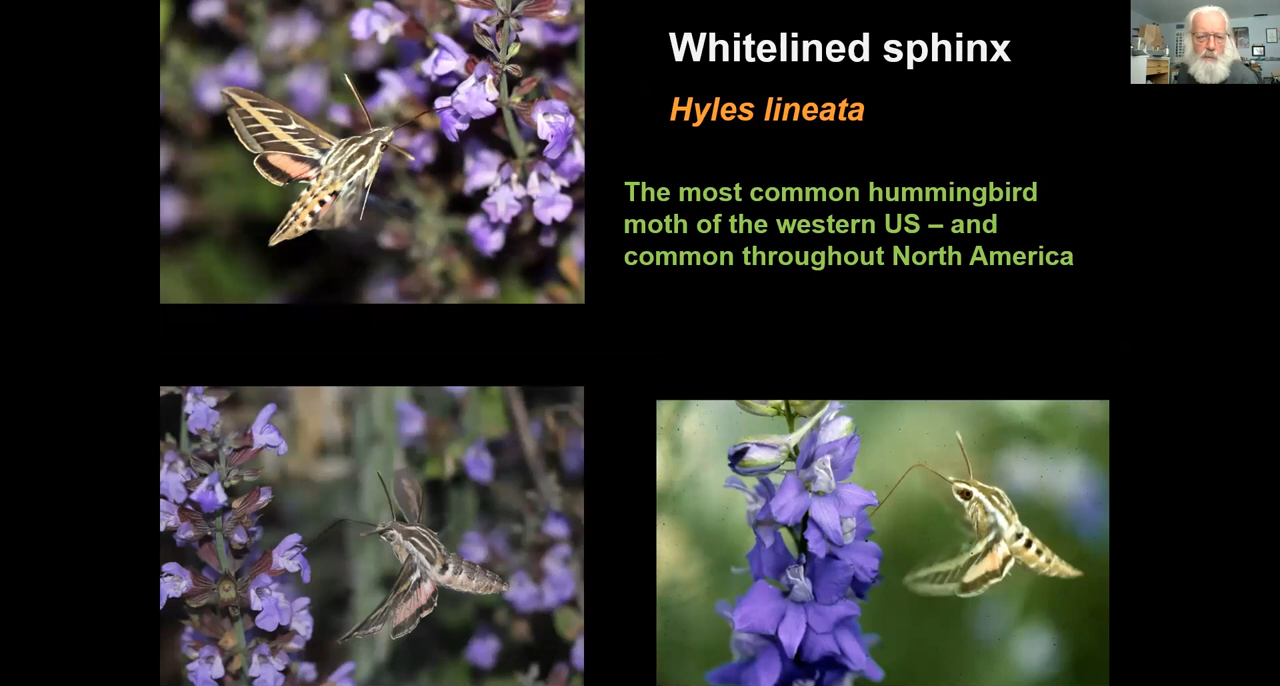 Whitelined sphinx
Hyles lineata
The most common hummingbird
moth of the western US – and
common throughout North America